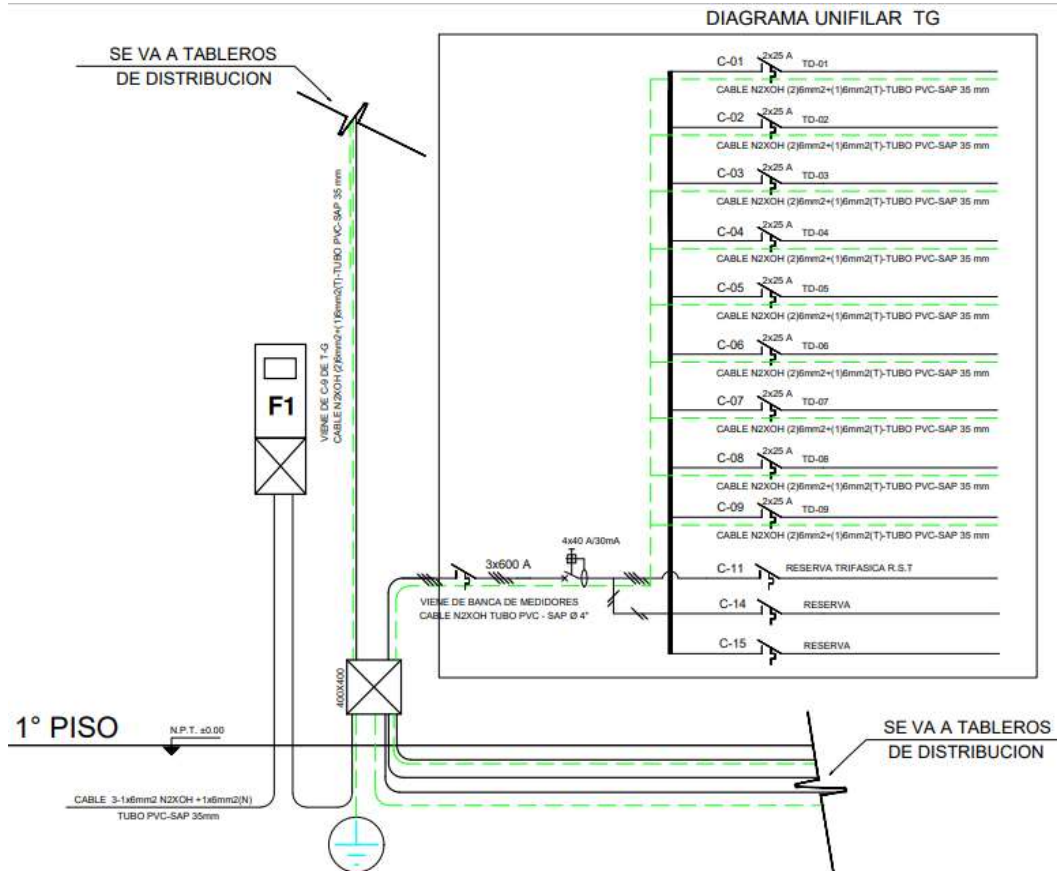 DIAGRAMA UNIFILAR TG
SE VA A TABLEROS
DE DISTRIBUCION
C-01 2x25 A TD-01
CABLE N2XOH (2)6mm2+(1)6mm2(T)-TUBO PVC-SAP 35 mm
C-02 2x25 A TD-02
CABLE N2XOH (2)6mm2+(1)6mm2(T)-TUBO PVC-SAP 35 mm
C-03 2x25 A TD-03
CABLE N2XOH (2)6mm2+(1)6mm2(T)-TUBO PVC-SAP 35 mm
C-04 2x25 A TD-04
CABLE N2XOH (2)6mm2+(1)6mm2(T)-TUBO PVC-SAP 35 mm
C-05 2x25 A TD-05
CABLE N2XOH (2)6mm2+(1)6mm2(T)-TUBO PVC-SAP 35 mm
C-06 2x25 A TD-06
CABLE N2XOH (2)6mm2+(1)6mm2(T)-TUBO PVC-SAP 35 mm
C-07 2x25 A TD-07
CABLE N2XOH (2)6mm2+(1)6mm2(T)-TUBO PVC-SAP 35 mm
C-08 2x25 A TD-08
CABLE N2XOH (2)6mm2+(1)6mm2(T)-TUBO PVC-SAP 35 mm
C-09 2x25 A TD-09
CABLE N2XOH (2)6mm2+(1)6mm2(T)-TUBO PVC-SAP 35 mm
VIENE DE C-9 DE T-G
CABLE N2XOH (2)6mm2+(1)6mm2(T)-TUBO PVC-SAP 35 mm
F1
4x40 A/30mA
3x600 A
C-11 RESERVA TRIFASICA R.S.T
VIENE DE BANCA DE MEDIDORES
CABLE N2XOH TUBO PVC - SAP Ø 4"
C-14 RESERVA
C-15 RESERVA
400X400
1° PISO
N.P.T. ±0.00
SE VA A TABLEROS
DE DISTRIBUCION
CABLE 3-1x6mm2 N2XOH +1x6mm2(N)
TUBO PVC-SAP 35mm